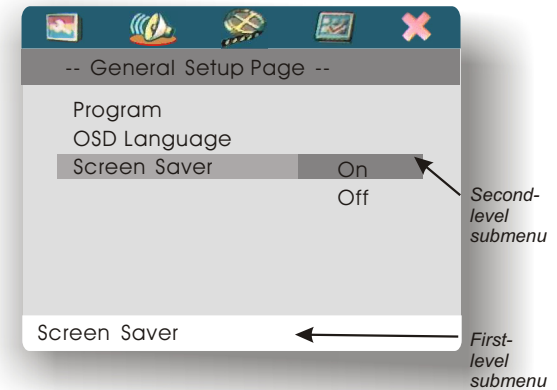 -- General Setup Page --
Program
OSD Language
Screen Saver On
Off
Second-
level
submenu
Screen Saver
First-
level
submenu